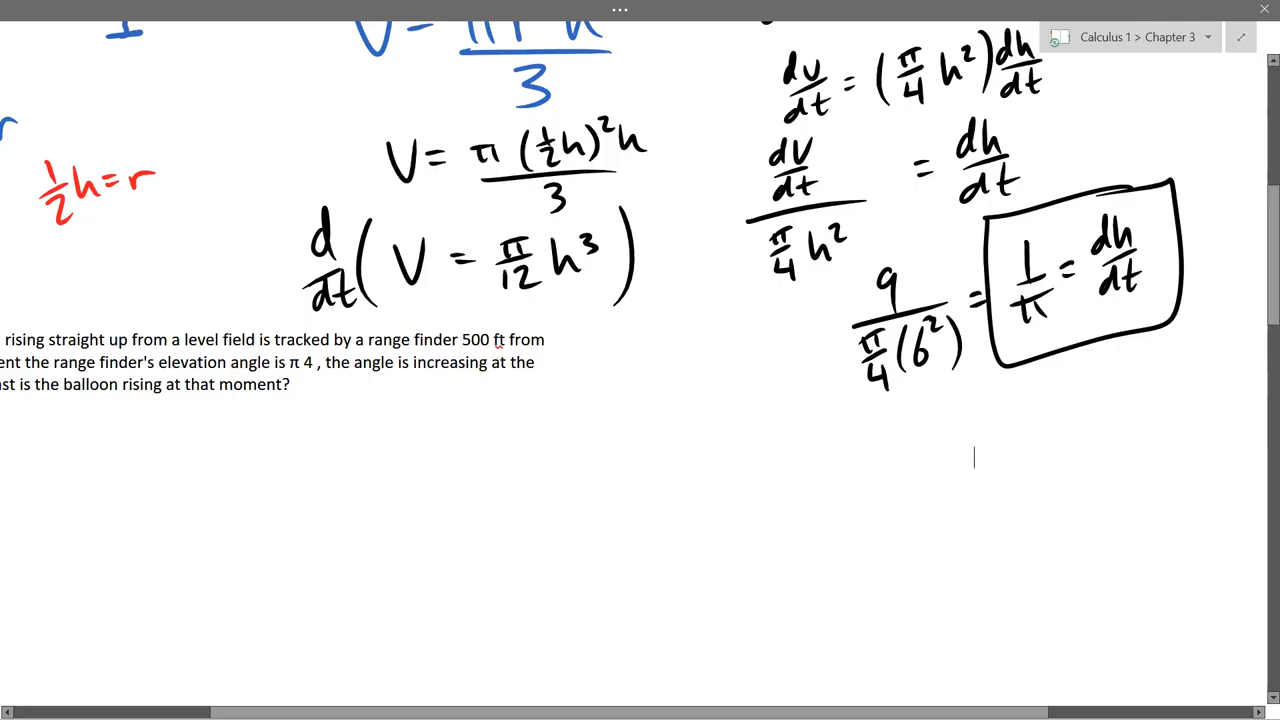 Calculus 1 > Chapter 3
V = πr²h / 3
r
½h = r
V = π(½h)²h / 3
d/dt ( V = π/12 h³ )
dv/dt = (π/4 h²) dh/dt
dV/dt / π/4 h² = dh/dt
9 / π/4 (6²) = 1/π = dh/dt
rising straight up from a level field is tracked by a range finder 500 ft from
ent the range finder's elevation angle is π 4 , the angle is increasing at the
ast is the balloon rising at that moment?